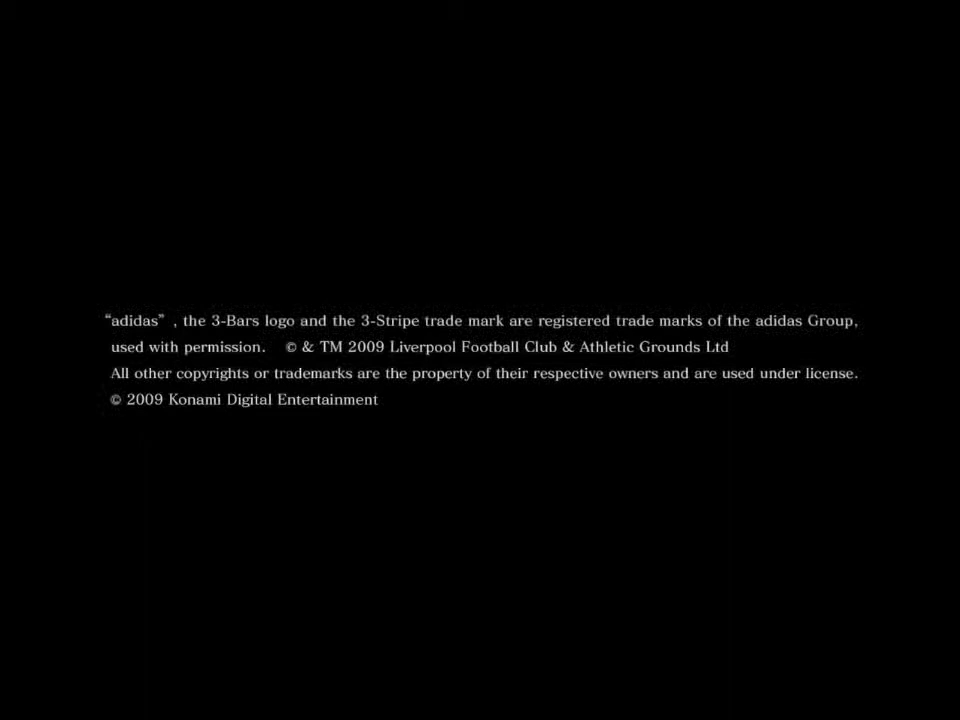 “adidas” , the 3-Bars logo and the 3-Stripe trade mark are registered trade marks of the adidas Group,
used with permission. © & TM 2009 Liverpool Football Club & Athletic Grounds Ltd
All other copyrights or trademarks are the property of their respective owners and are used under license.
© 2009 Konami Digital Entertainment